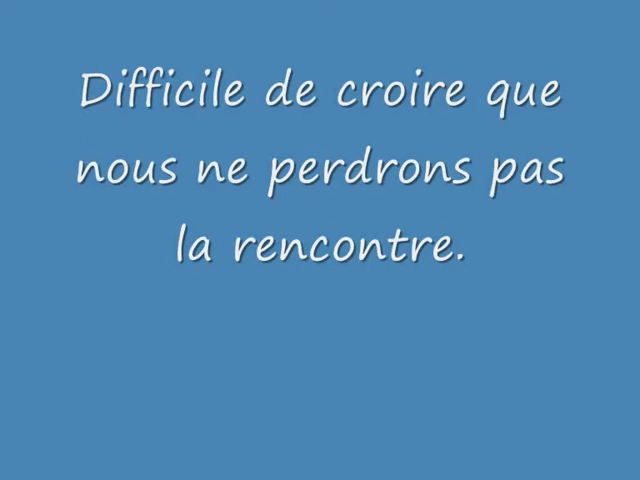 Difficile de croire que
nous ne perdrons pas
la rencontre.